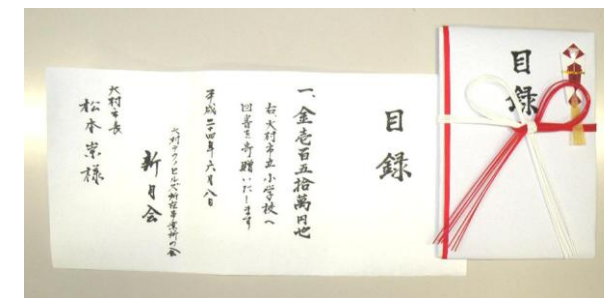 目録
目録
一、金壱百五拾萬円也
右、大村市立小学校へ
図書を寄贈いたします
平成二十四年六月八日
新月会
大村市長
松本崇様